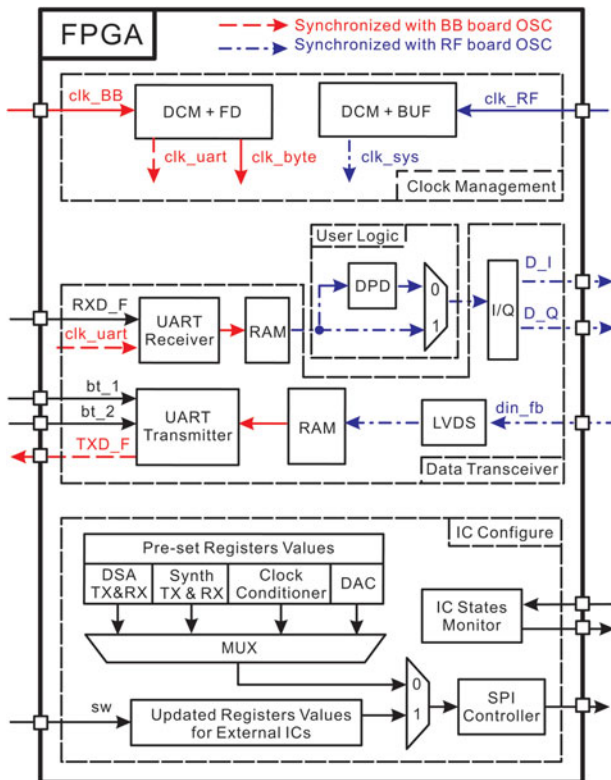 FPGA
Synchronized with BB board OSC
Synchronized with RF board OSC
clk_BB
DCM + FD
DCM + BUF
clk_RF
clk_uart
clk_byte
clk_sys
Clock Management
User Logic
D_I
DPD
0
1
I/Q
D_Q
RXD_F
clk_uart
UART
Receiver
RAM
bt_1
bt_2
TXD_F
UART
Transmitter
RAM
LVDS
din_fb
Data Transceiver
IC Configure
Pre-set Registers Values
DSA
TX&RX
Synth
TX & RX
Clock
Conditioner
DAC
MUX
IC States
Monitor
0
1
SPI
Controller
sw
Updated Registers Values
for External ICs